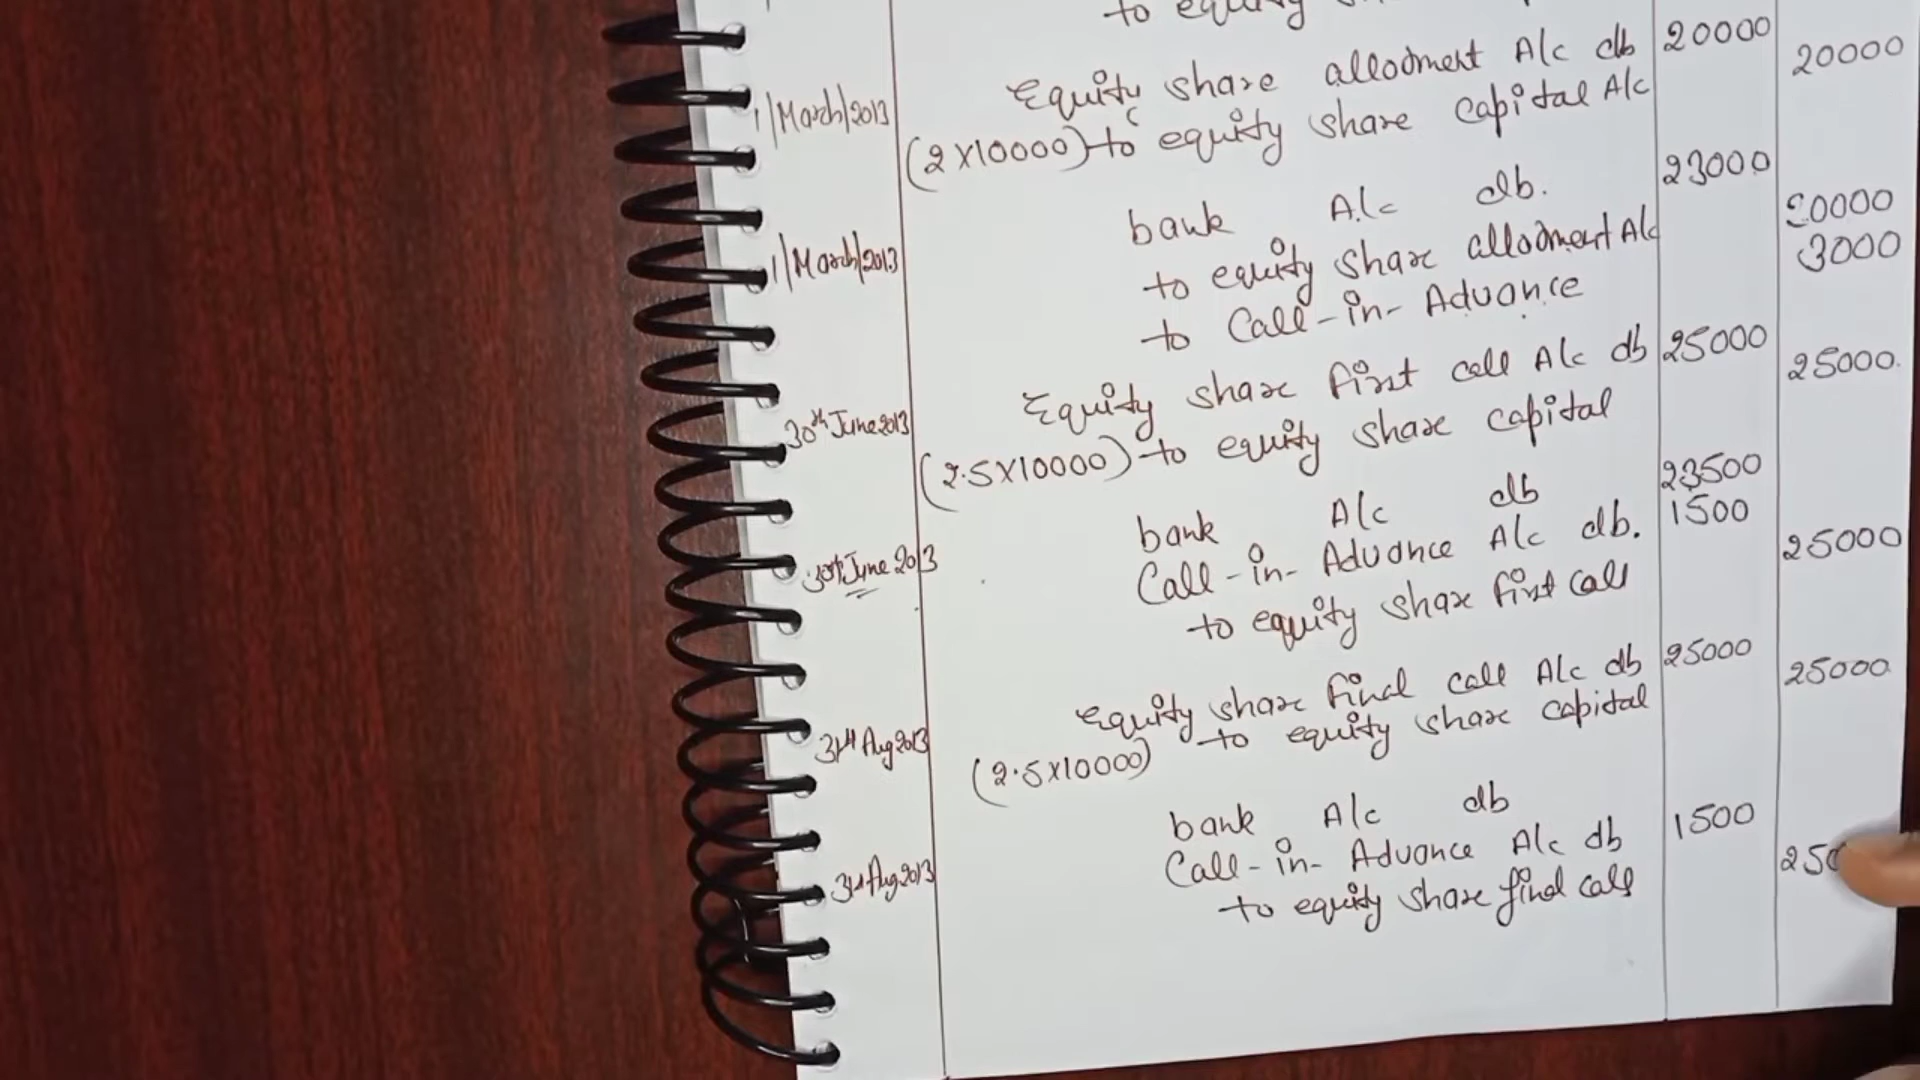 to equity
Equity share allotment A/c db 20000
1/March/2013 (2×10000) to equity share capital A/c 20000
bank A/c db. 23000
1/March/2013 to equity share allotment A/c 20000
to Call-in-Advance 3000
Equity share first call A/c db 25000
30th June 2013 (2.5×10000) to equity share capital 25000.
bank A/c db 23500
30th June 2013 Call-in-Advance A/c db. 1500
to equity share first call 25000
Equity share final call A/c db 25000
31st Aug 2013 (2.5×10000) to equity share capital 25000.
bank A/c db
31st Aug 2013 Call-in-Advance A/c db 1500
to equity share final call